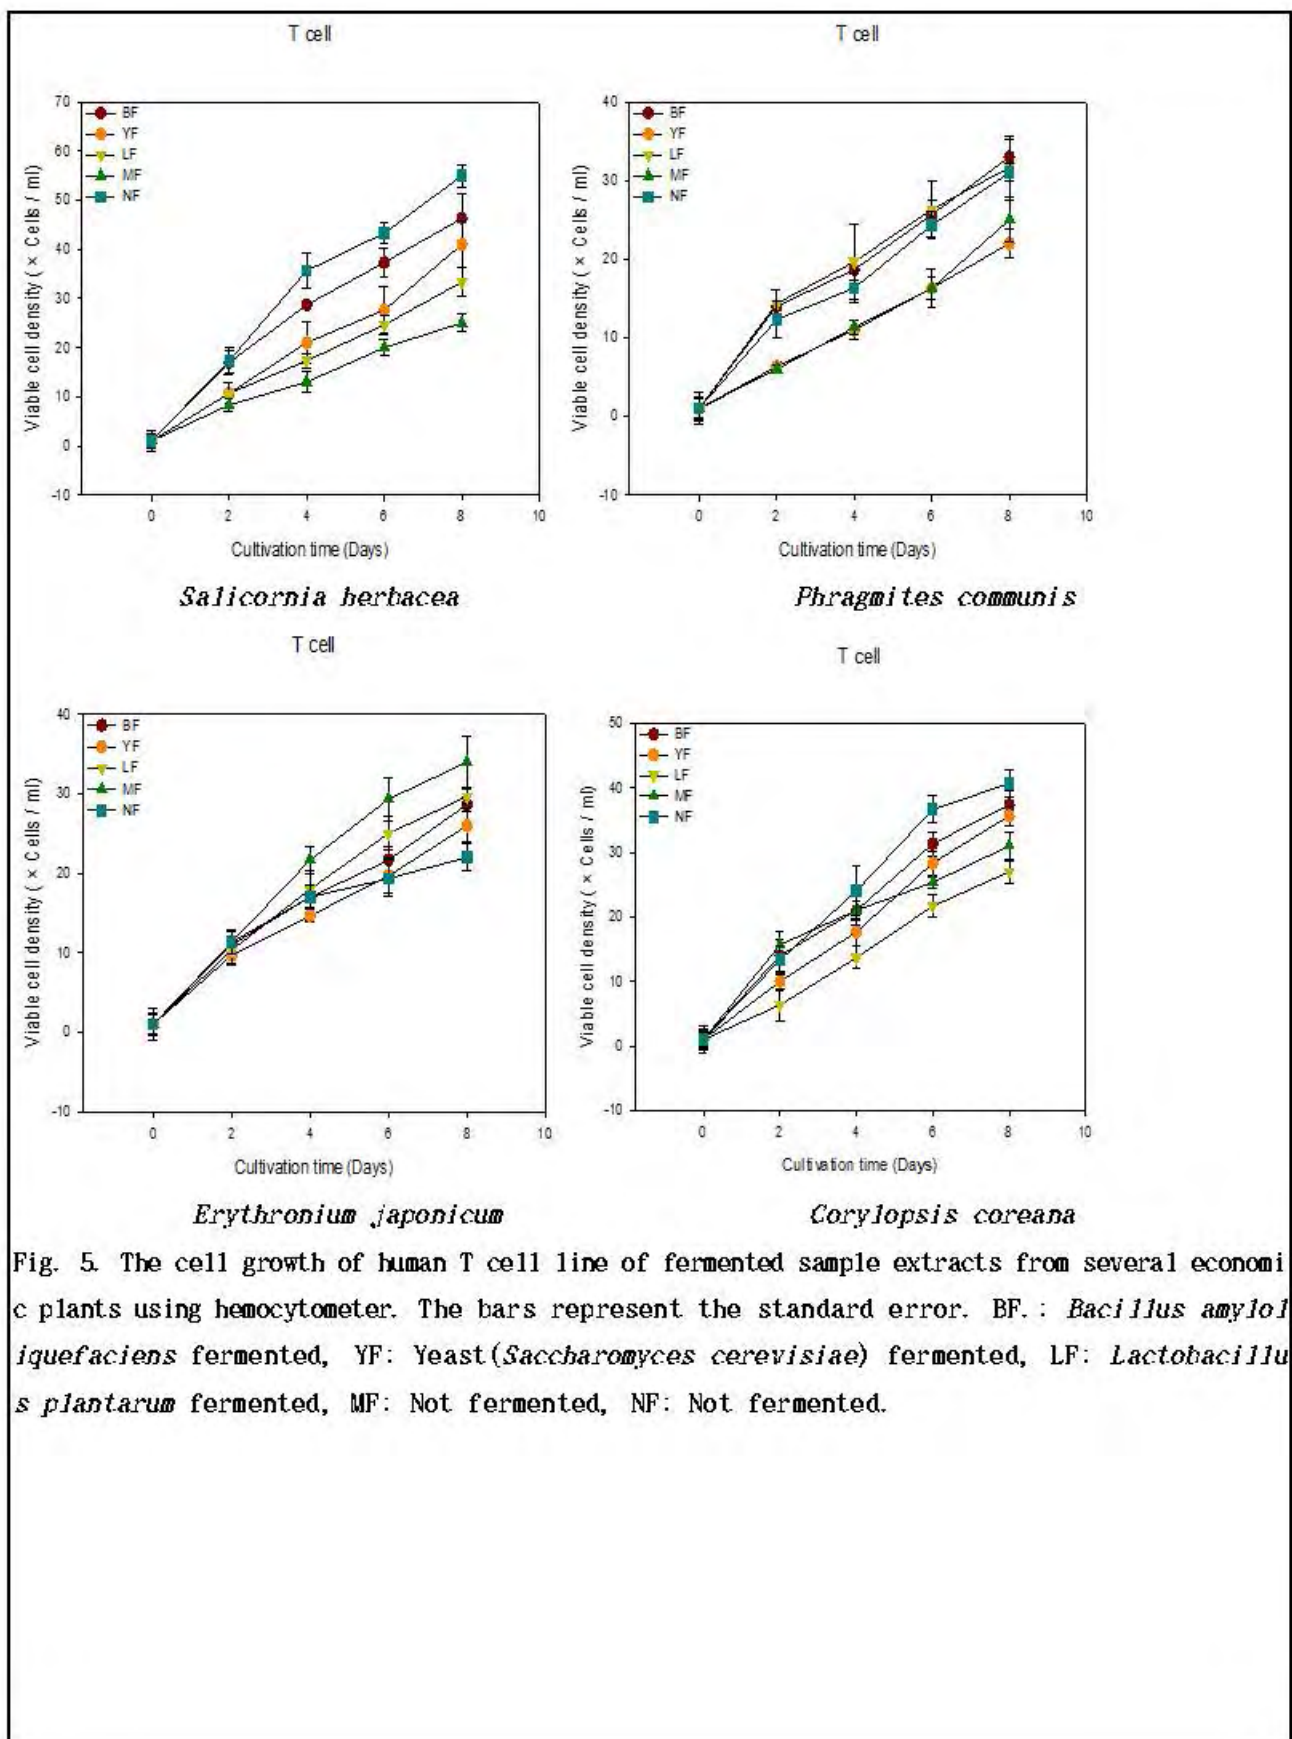 T cell
70
60
50
40
30
20
10
0
-10
BF
YF
LF
MF
NF
Viable cell density ( × Cells / ml)
0 2 4 6 8 10
Cultivation time (Days)
Salicornia herbacea
T cell
40
30
20
10
0
-10
BF
YF
LF
MF
NF
Viable cell density ( × Cells / ml)
0 2 4 6 8 10
Cultivation time (Days)
Phragmites communis
T cell
40
30
20
10
0
-10
BF
YF
LF
MF
NF
Viable cell density ( × Cells / ml)
0 2 4 6 8 10
Cultivation time (Days)
Erythronium japonicum
T cell
50
40
30
20
10
0
-10
BF
YF
LF
MF
NF
Viable cell density ( × Cells / ml)
0 2 4 6 8 10
Cultivation time (Days)
Corylopsis coreana
Fig. 5. The cell growth of human T cell line of fermented sample extracts from several economi
c plants using hemocytometer. The bars represent the standard error. BF.: Bacillus amylol
iquefaciens fermented, YF: Yeast(Saccharomyces cerevisiae) fermented, LF: Lactobacillu
s plantarum fermented, MF: Not fermented, NF: Not fermented.